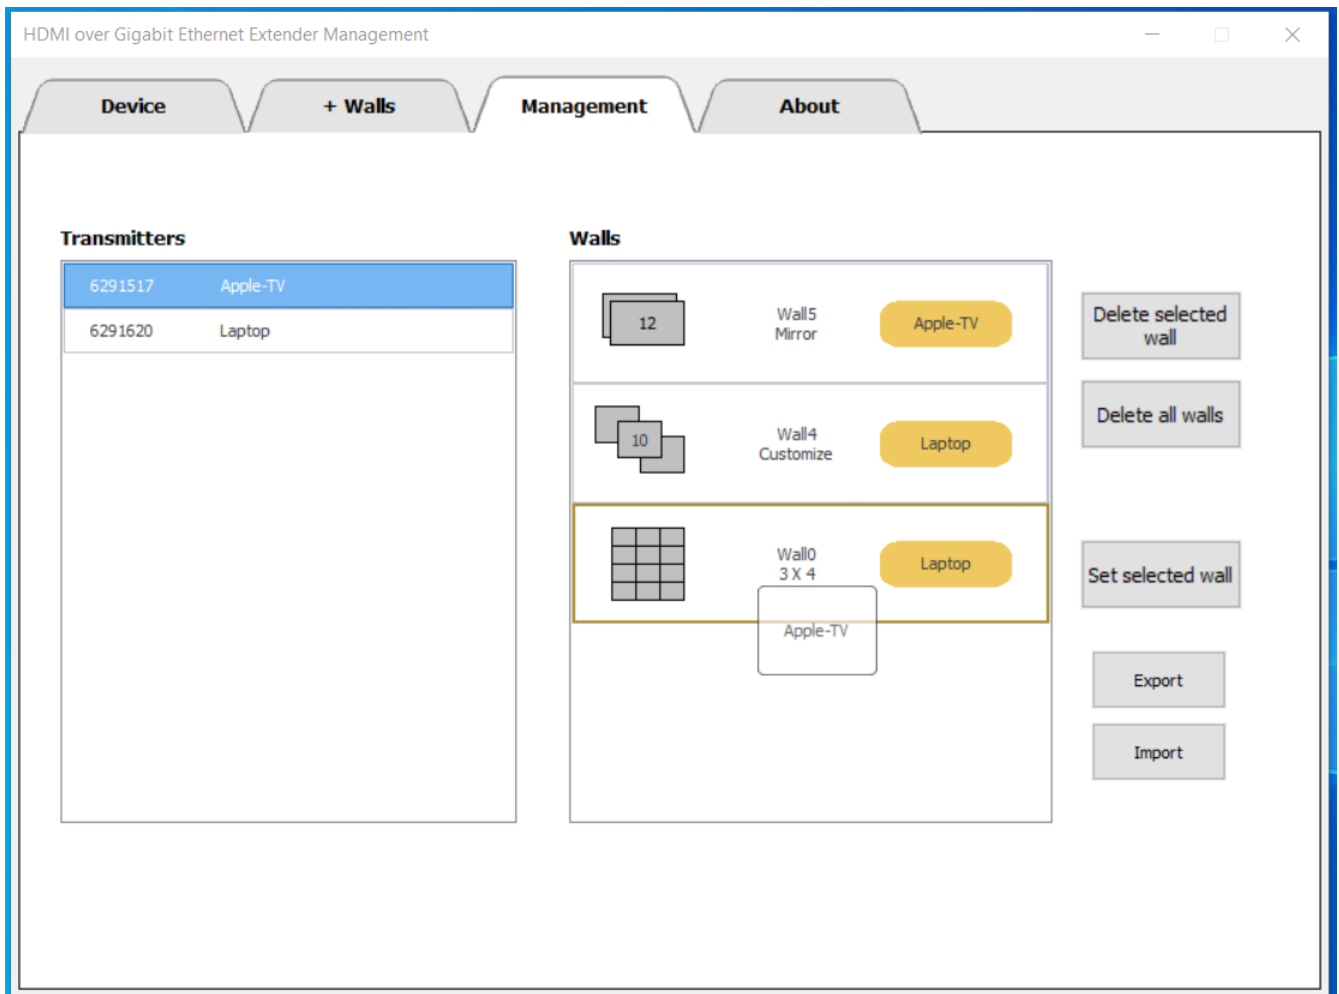 HDMI over Gigabit Ethernet Extender Management
Device
+ Walls
Management
About
Transmitters
6291517 Apple-TV
6291620 Laptop
Walls
12
Wall5
Mirror
Apple-TV
10
Wall4
Customize
Laptop
Wall0
3 X 4
Laptop
Apple-TV
Delete selected
wall
Delete all walls
Set selected wall
Export
Import